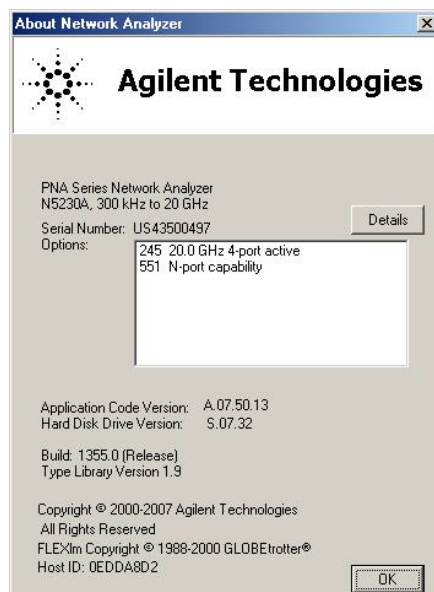 About Network Analyzer
Agilent Technologies
PNA Series Network Analyzer
N5230A, 300 kHz to 20 GHz
Serial Number: US43500497
Details
Options:
245 20.0 GHz 4-port active
551 N-port capability
Application Code Version: A.07.50.13
Hard Disk Drive Version: S.07.32
Build: 1355.0 (Release)
Type Library Version 1.9
Copyright © 2000-2007 Agilent Technologies
All Rights Reserved
FLEXlm Copyright © 1988-2000 GLOBEtrotter®
Host ID: 0EDDA8D2
OK